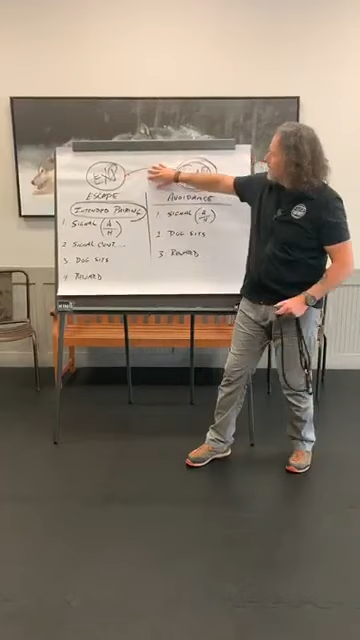 ESCAPE
INTENDED PAIRING
1. SIGNAL (A/H)
2 SIGNAL CONT....
3 DOG SITS
4 REWARD
AVOIDANCE
1. SIGNAL (A/H)
2 DOG SITS
3. REWARD